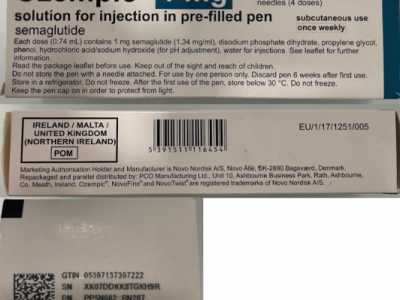 Ozempic 1 mg
needles (4 doses)
solution for injection in pre-filled pen
semaglutide
subcutaneous use
once weekly
Each dose (0.74 mL) contains 1 mg semaglutide (1.34 mg/ml), disodium phosphate dihydrate, propylene glycol,
phenol, hydrochloric acid/sodium hydroxide (for pH adjustment), water for injections. See leaflet for further
information.
Read the package leaflet before use. Keep out of the sight and reach of children.
Do not store the pen with a needle attached. For use by one person only. Discard pen 6 weeks after first use.
Store in a refrigerator. Do not freeze. After the first use of the pen, store below 30 °C. Do not freeze.
Keep the pen cap on in order to protect from light.
IRELAND / MALTA /
UNITED KINGDOM
(NORTHERN IRELAND)
POM
5 391511 116454
EU/1/17/1251/005
Marketing Authorisation Holder and Manufacturer is Novo Nordisk A/S, Novo Allé, DK-2880 Bagsværd, Denmark.
Repackaged and parallel distributed by: PCO Manufacturing Ltd., Unit 10, Ashbourne Business Park, Rath, Ashbourne,
Co. Meath, Ireland. Ozempic®, NovoFine® and NovoTwist® are registered trademarks of Novo Nordisk A/S.
GTIN 05397137397222
SN XK07DDKK8TGKH9R
BN PP5N682: RN287